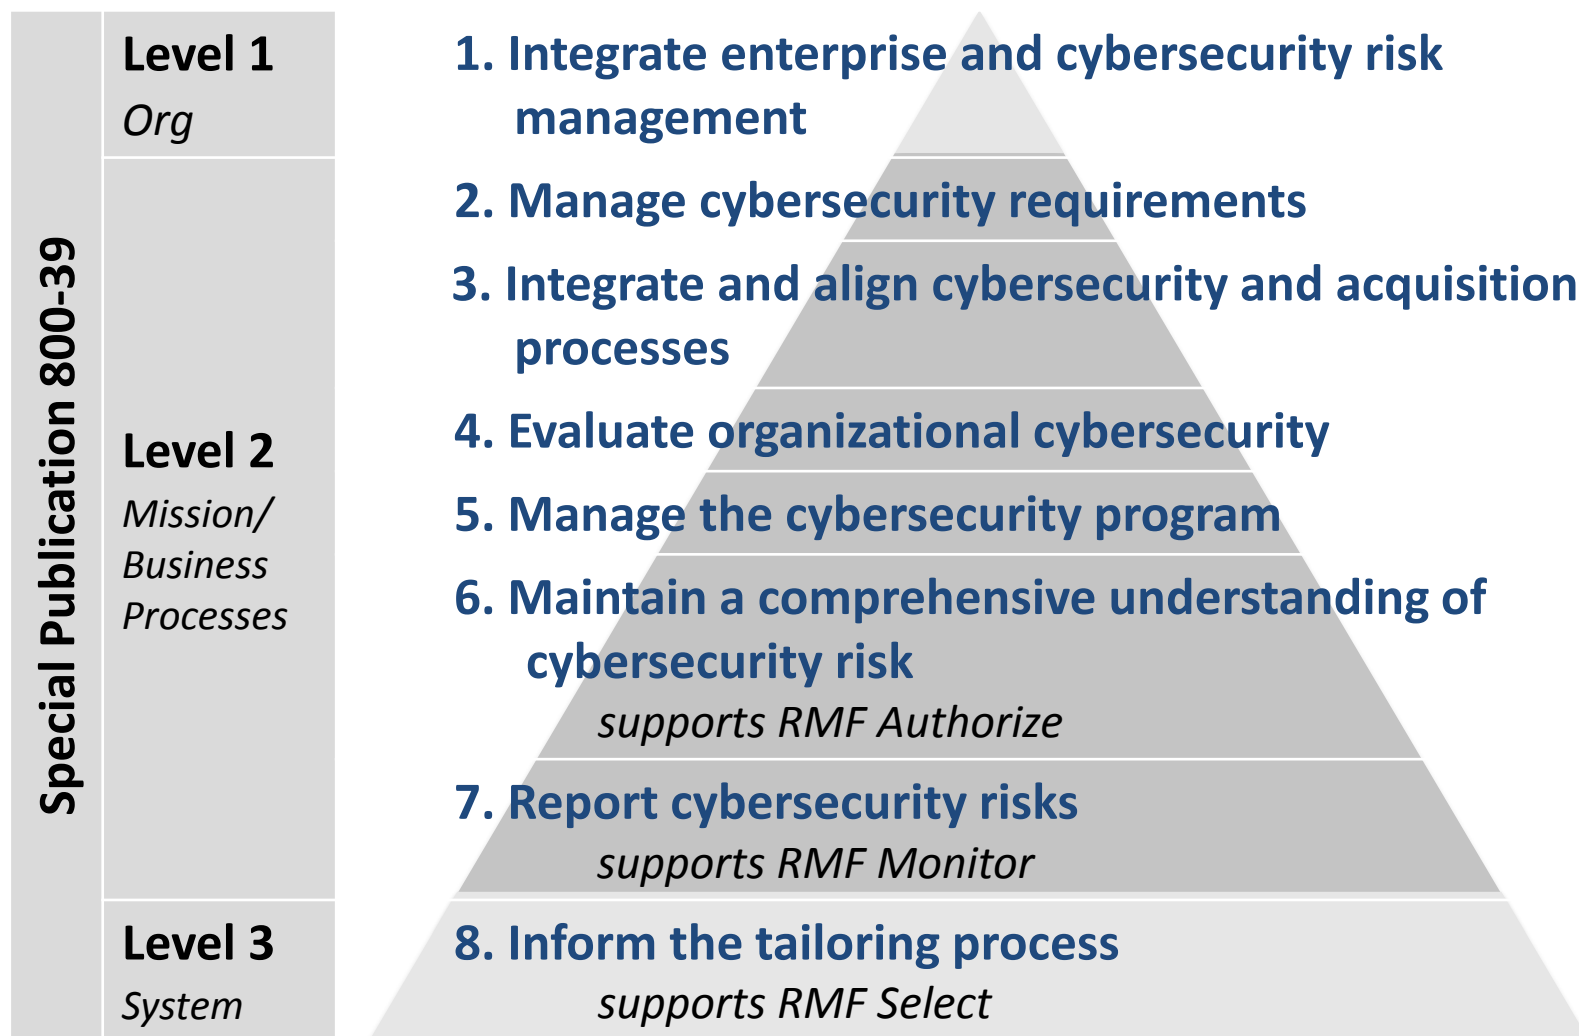 Special Publication 800-39
Level 1
Org
1. Integrate enterprise and cybersecurity risk
management
Level 2
Mission/
Business
Processes
2. Manage cybersecurity requirements
3. Integrate and align cybersecurity and acquisition
processes
4. Evaluate organizational cybersecurity
5. Manage the cybersecurity program
6. Maintain a comprehensive understanding of
cybersecurity risk
supports RMF Authorize
7. Report cybersecurity risks
supports RMF Monitor
Level 3
System
8. Inform the tailoring process
supports RMF Select